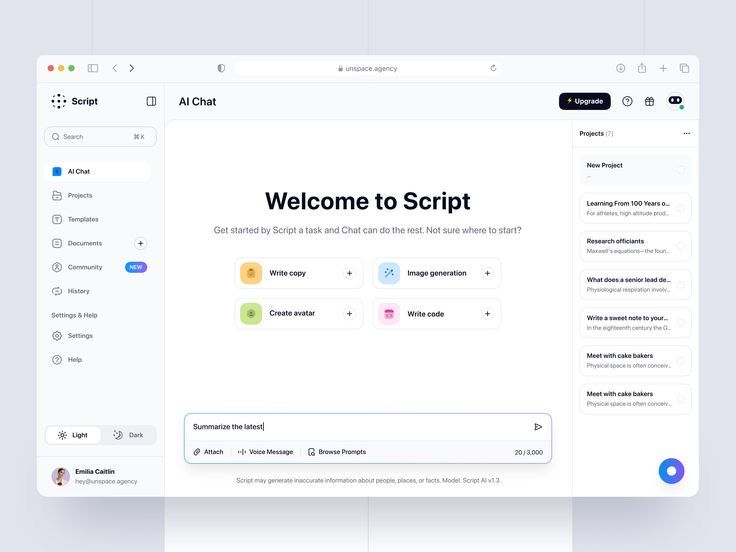 unspace.agency
Script
Search
⌘ K
AI Chat
Projects
Templates
Documents
Community
NEW
History
Settings & Help
Settings
Help
Light
Dark
Emilia Caitlin
hey@unspace.agency
AI Chat
Upgrade
Welcome to Script
Get started by Script a task and Chat can do the rest. Not sure where to start?
Write copy
Image generation
Create avatar
Write code
Summarize the latest
Attach
Voice Message
Browse Prompts
20 / 3,000
Script may generate inaccurate information about people, places, or facts. Model: Script AI v1.3
Projects (7)
New Project
...
Learning From 100 Years o...
For athletes, high altitude prod...
Research officiants
Maxwell's equations—the foun...
What does a senior lead de...
Physiological respiration involv...
Write a sweet note to your...
In the eighteenth century the G...
Meet with cake bakers
Physical space is often conceiv...
Meet with cake bakers
Physical space is often conceiv...